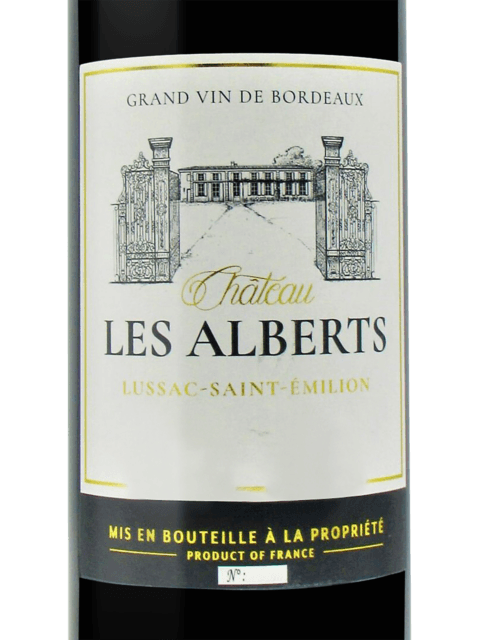 GRAND VIN DE BORDEAUX
Château
LES ALBERTS
LUSSAC-SAINT-ÉMILION
MIS EN BOUTEILLE À LA PROPRIÉTÉ
PRODUCT OF FRANCE
N°: